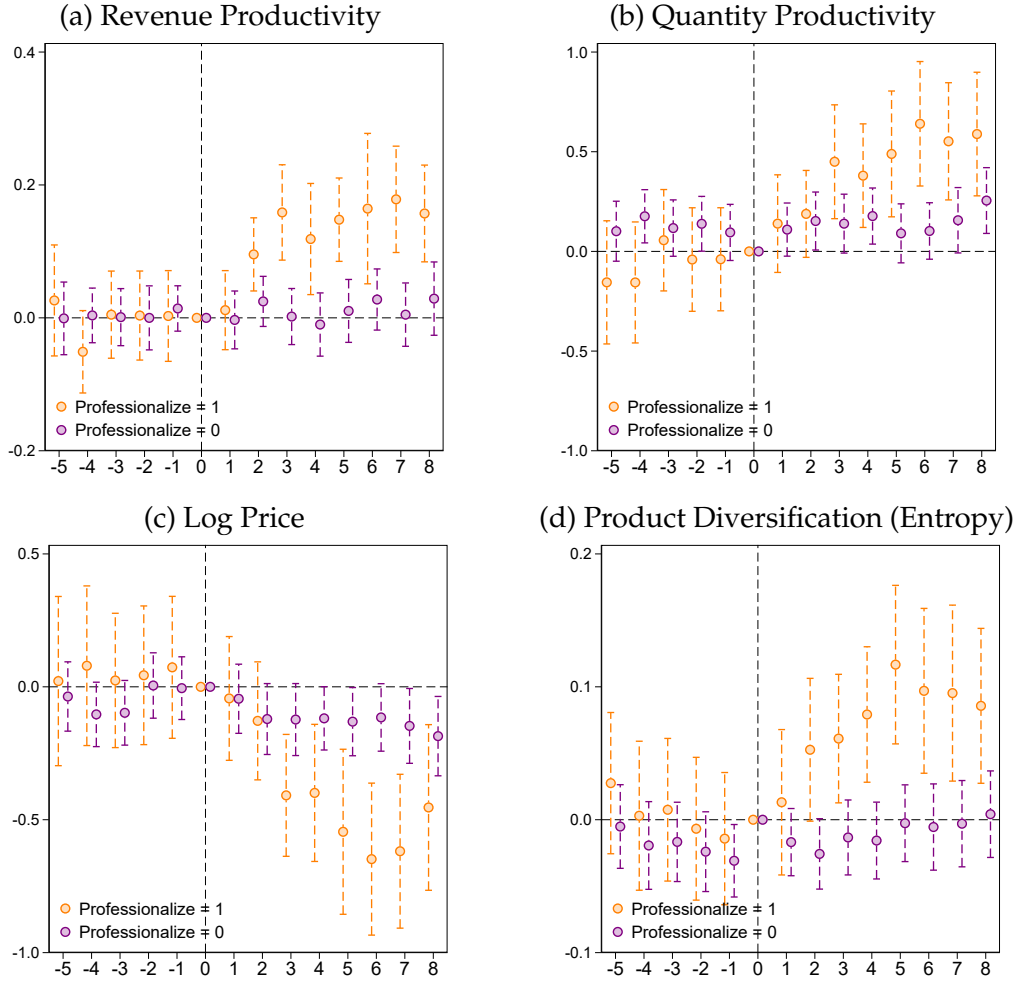 (a) Revenue Productivity
0.4
0.2
0.0
-0.2
Professionalize = 1
Professionalize = 0
-5 -4 -3 -2 -1 0 1 2 3 4 5 6 7 8
(b) Quantity Productivity
1.0
0.5
0.0
-0.5
-1.0
Professionalize = 1
Professionalize = 0
-5 -4 -3 -2 -1 0 1 2 3 4 5 6 7 8
(c) Log Price
0.5
0.0
-0.5
-1.0
Professionalize = 1
Professionalize = 0
-5 -4 -3 -2 -1 0 1 2 3 4 5 6 7 8
(d) Product Diversification (Entropy)
0.2
0.1
0.0
-0.1
Professionalize = 1
Professionalize = 0
-5 -4 -3 -2 -1 0 1 2 3 4 5 6 7 8